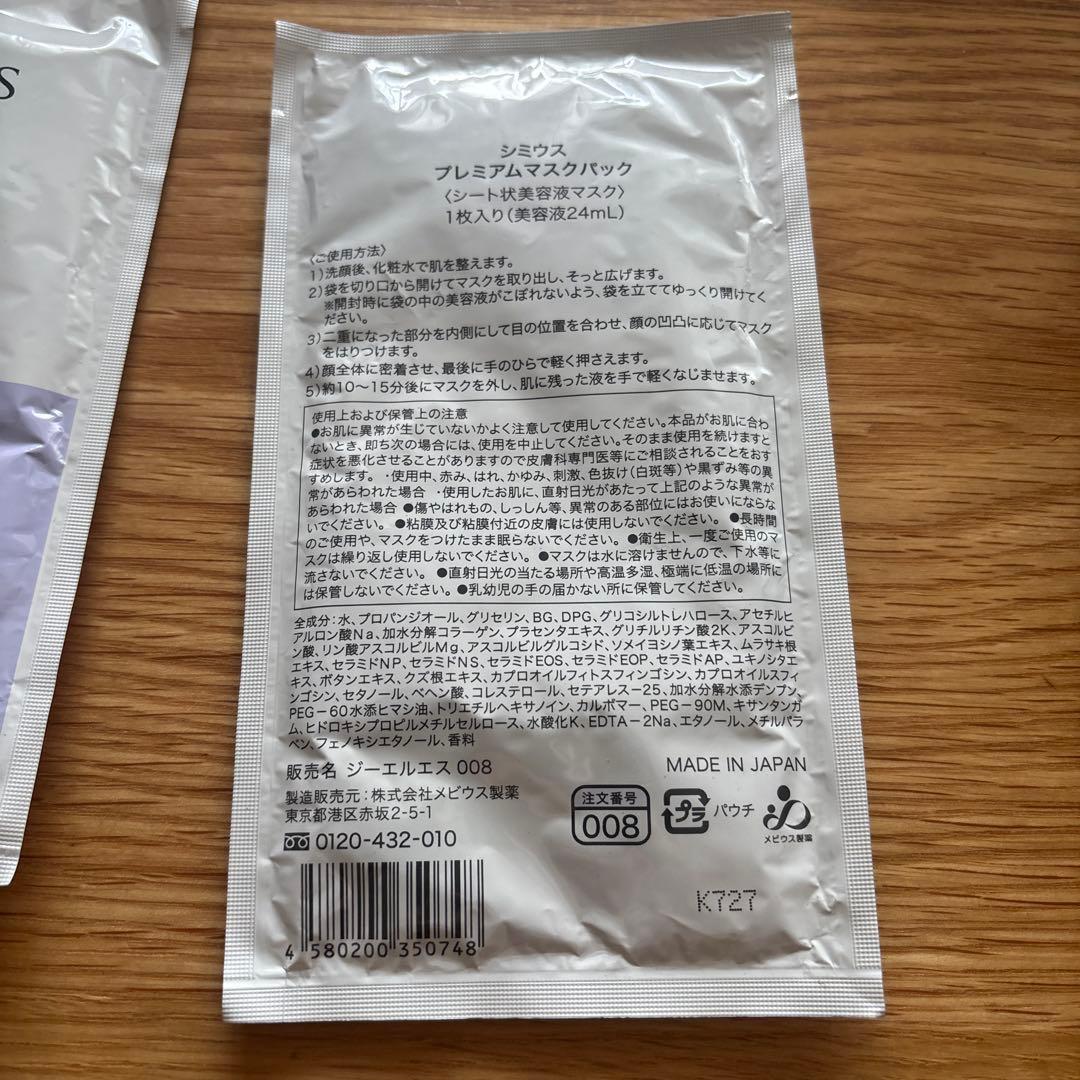 S
シミウス
プレミアムマスクパック
〈シート状美容液マスク〉
1枚入り(美容液24mL)
〈ご使用方法〉
1)洗顔後、化粧水で肌を整えます。
2)袋を切り口から開けてマスクを取り出し、そっと広げます。
※開封時に袋の中の美容液がこぼれないよう、袋を立ててゆっくり開けてく
ださい。
3)二重になった部分を内側にして目の位置を合わせ、顔の凹凸に応じてマスク
をはりつけます。
4)顔全体に密着させ、最後に手のひらで軽く押さえます。
5)約10～15分後にマスクを外し、肌に残った液を手で軽くなじませます。
使用上および保管上の注意
●お肌に異常が生じていないかよく注意して使用してください。本品がお肌に合わ
ないとき、即ち次の場合には、使用を中止してください。そのまま使用を続けますと
症状を悪化させることがありますので皮膚科専門医等にご相談されることをおす
すめします。 ・使用中、赤み、はれ、かゆみ、刺激、色抜け(白斑等)や黒ずみ等の異
常があらわれた場合 ・使用したお肌に、直射日光があたって上記のような異常が
あらわれた場合 ●傷やはれもの、しっしん等、異常のある部位にはお使いにならな
いでください。 ●粘膜及び粘膜付近の皮膚には使用しないでください。 ●長時間
のご使用や、マスクをつけたまま眠らないでください。 ●衛生上、一度ご使用のマ
スクは繰り返し使用しないでください。 ●マスクは水に溶けませんので、下水等に
流さないでください。 ●直射日光の当たる場所や高温多湿、極端に低温の場所に
は保管しないでください。 ●乳幼児の手の届かない所に保管してください。
全成分：水、プロパンジオール、グリセリン、BG、DPG、グリコシルトレハロース、アセチルヒ
アルロン酸Na、加水分解コラーゲン、プラセンタエキス、グリチルリチン酸2K、アスコルビ
ン酸、リン酸アスコルビルMg、アスコルビルグルコシド、ソメイヨシノ葉エキス、ムラサキ根
エキス、セラミドNP、セラミドNS、セラミドEOS、セラミドEOP、セラミドAP、ユキノシタエ
キス、ボタンエキス、クズ根エキス、カプロオイルフィトスフィンゴシン、カプロオイルスフィ
ンゴシン、セタノール、ベヘン酸、コレステロール、セテアレス－25、加水分解水添デンプン、
PEG－60水添ヒマシ油、トリエチルヘキサノイン、カルボマー、PEG－90M、キサンタンガ
ム、ヒドロキシプロピルメチルセルロース、水酸化K、EDTA－2Na、エタノール、メチルパラ
ベン、フェノキシエタノール、香料
販売名 ジーエルエス 008
MADE IN JAPAN
製造販売元：株式会社メビウス製薬
東京都港区赤坂2-5-1
0120-432-010
注文番号
008
プラ
パウチ
メビウス製薬
K727
4 580200 350748